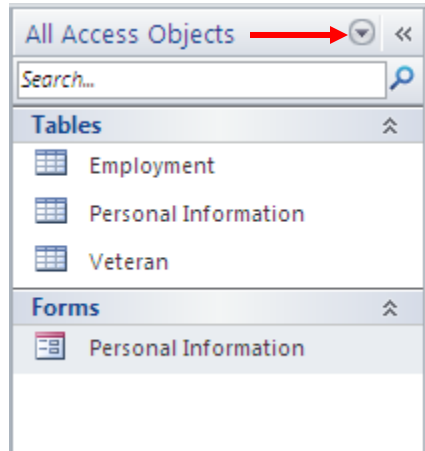 All Access Objects
Search...
Tables
Employment
Personal Information
Veteran
Forms
Personal Information